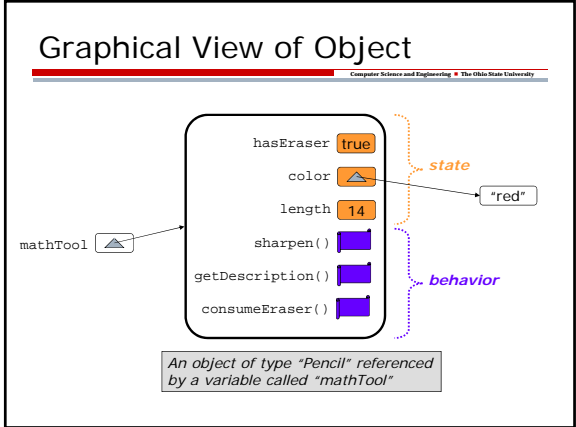 Graphical View of Object
Computer Science and Engineering ■ The Ohio State University
hasEraser true
state
color
"red"
length 14
mathTool
sharpen()
getDescription()
behavior
consumeEraser()
An object of type "Pencil" referenced
by a variable called "mathTool"